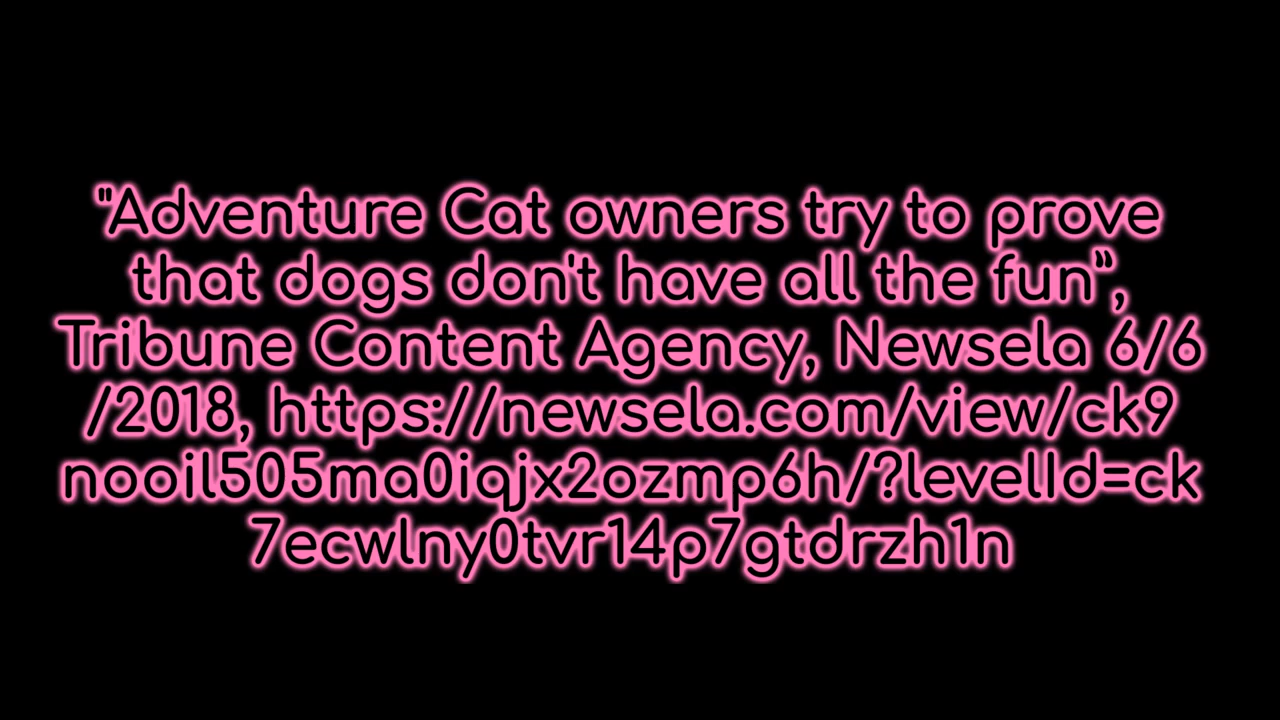 "Adventure Cat owners try to prove
that dogs don't have all the fun”,
Tribune Content Agency, Newsela 6/6
/2018, https://newsela.com/view/ck9
nooil505ma0iqjx2ozmp6h/?levelId=ck
7ecwlny0tvr14p7gtdrzh1n